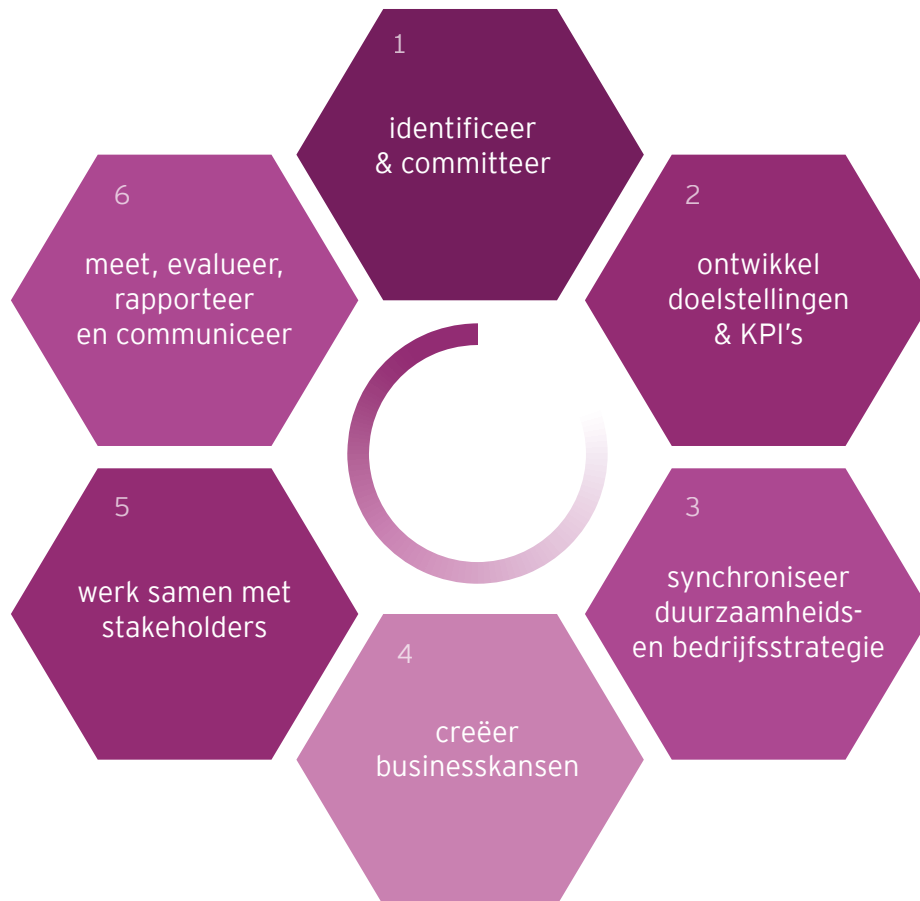 1
identificeer
& committeer
2
ontwikkel
doelstellingen
& KPI's
3
synchroniseer
duurzaamheids-
en bedrijfsstrategie
4
creëer
businesskansen
5
werk samen met
stakeholders
6
meet, evalueer,
rapporteer
en communiceer